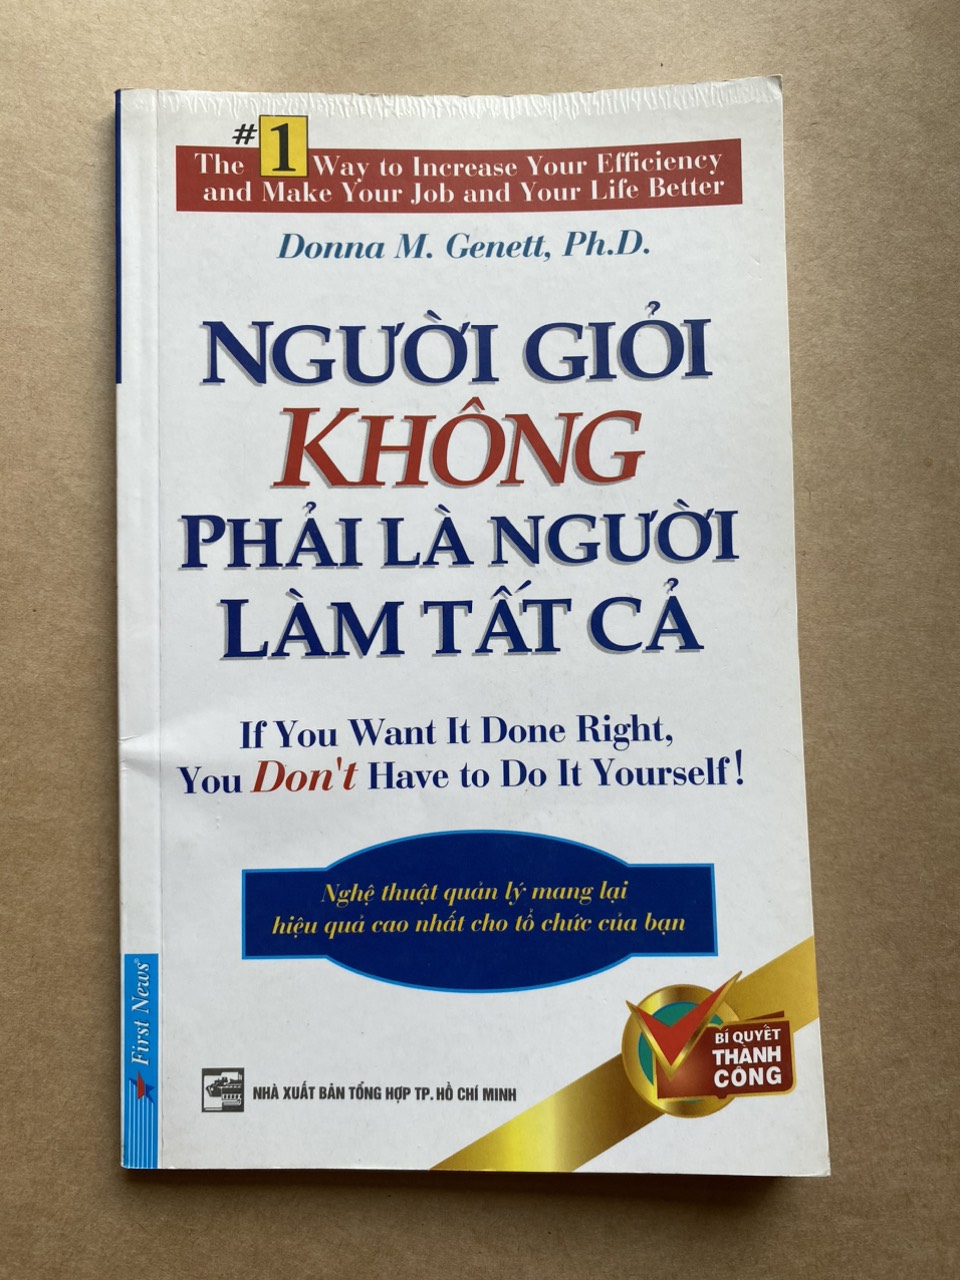 The #1 Way to Increase Your Efficiency
and Make Your Job and Your Life Better
Donna M. Genett, Ph.D.
NGƯỜI GIỎI
KHÔNG
PHẢI LÀ NGƯỜI
LÀM TẤT CẢ
If You Want It Done Right,
You Don't Have to Do It Yourself!
Nghệ thuật quản lý mang lại
hiệu quả cao nhất cho tổ chức của bạn
First News®
NHÀ XUẤT BẢN TỔNG HỢP TP. HỒ CHÍ MINH
BÍ QUYẾT
THÀNH
CÔNG